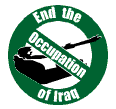 End the
Occupation
of Iraq